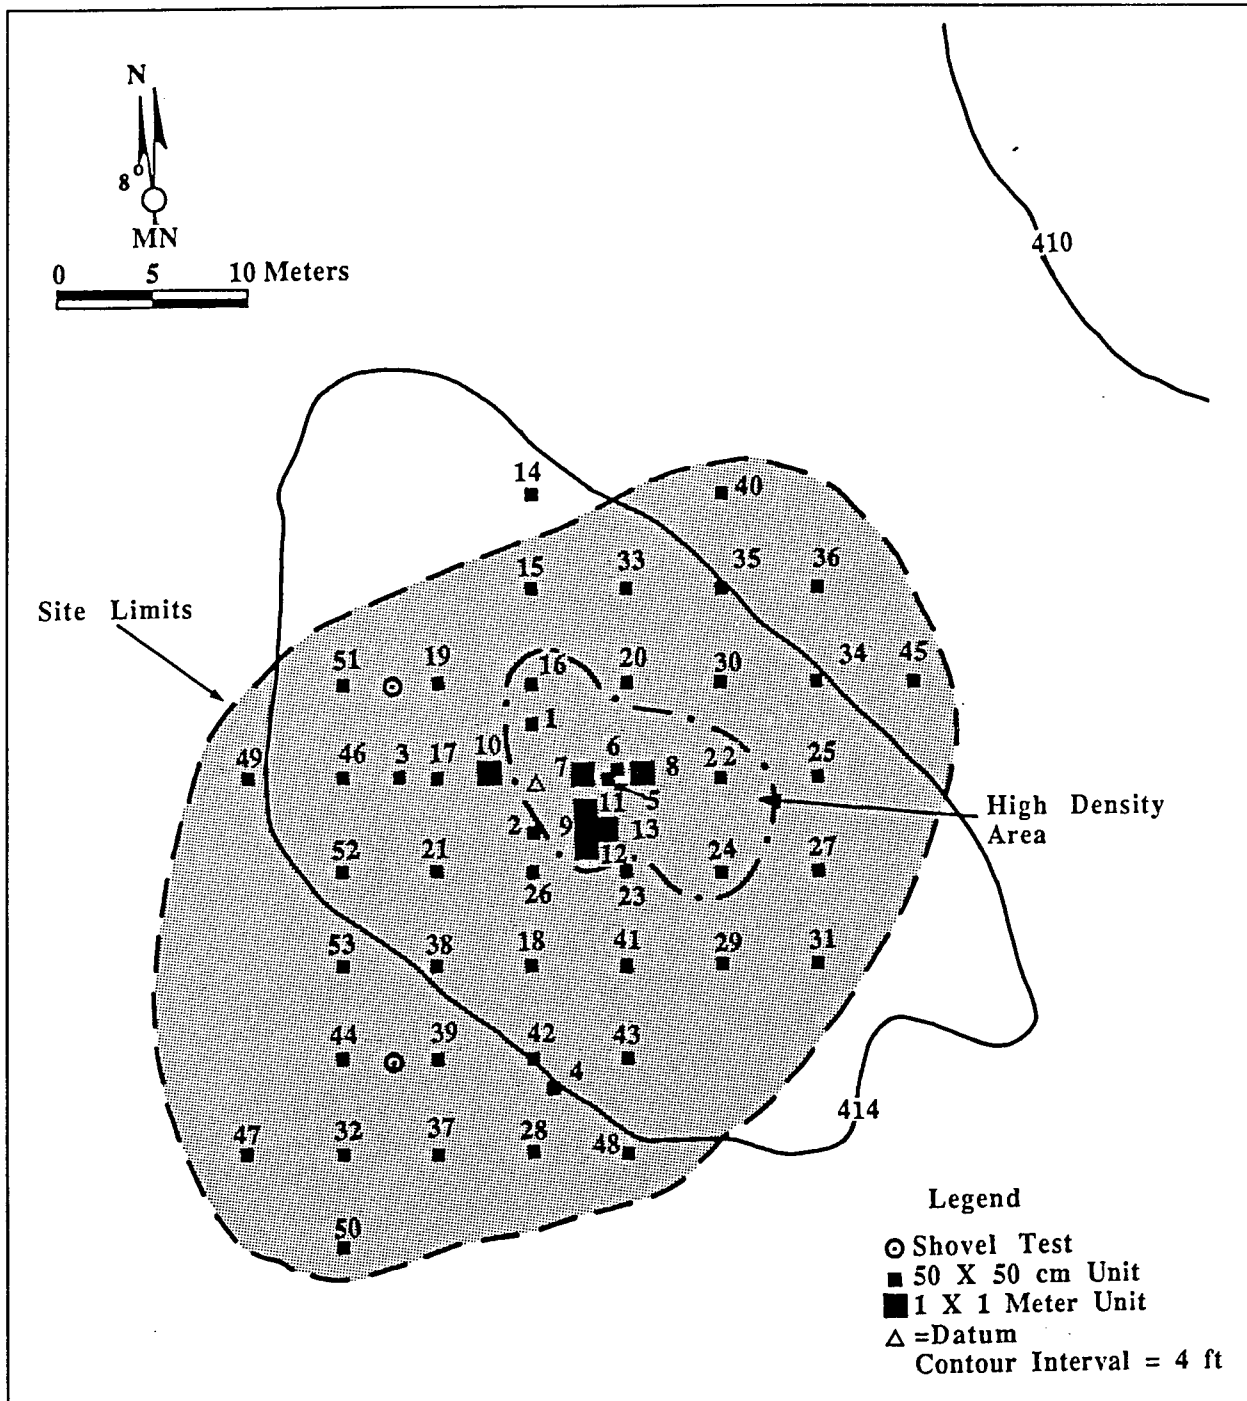 N
8°
MN
0 5 10 Meters
410
14
40
15 33 35 36
Site Limits
51 19 16 20 30 34 45
1
49 46 3 17 10 7 6 8 22 25
11 5
High Density
Area
2 9 13
52 21 12 24 27
26 23
53 38 18 41 29 31
44 39 42 43
4
414
47 32 37 28 48
50
Legend
Shovel Test
50 X 50 cm Unit
1 X 1 Meter Unit
=Datum
Contour Interval = 4 ft